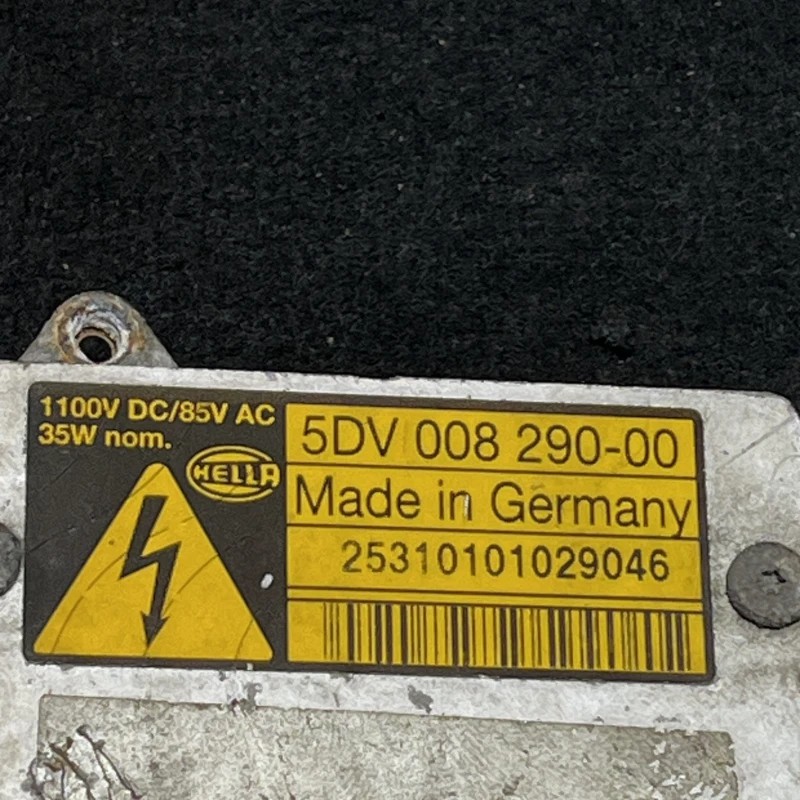 1100V DC/85V AC
35W nom.
HELLA
5DV 008 290-00
Made in Germany
25310101029046